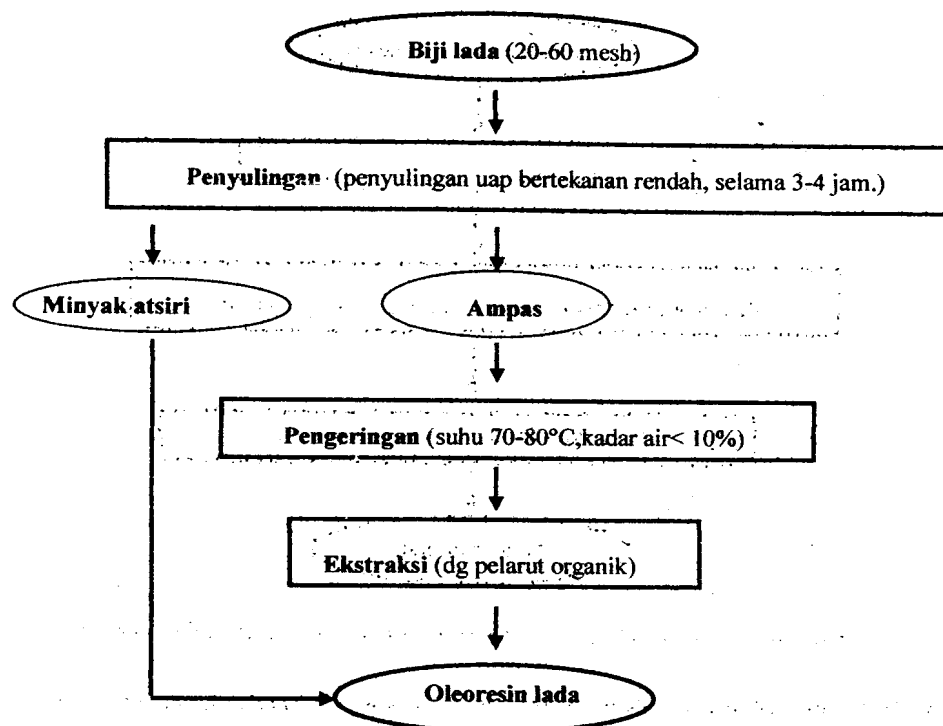 Biji lada (20-60 mesh)
Penyulingan (penyulingan uap bertekanan rendah, selama 3-4 jam.)
Minyak atsiri
Ampas
Pengeringan (suhu 70-80°C,kadar air< 10%)
Ekstraksi (dg pelarut organik)
Oleoresin lada